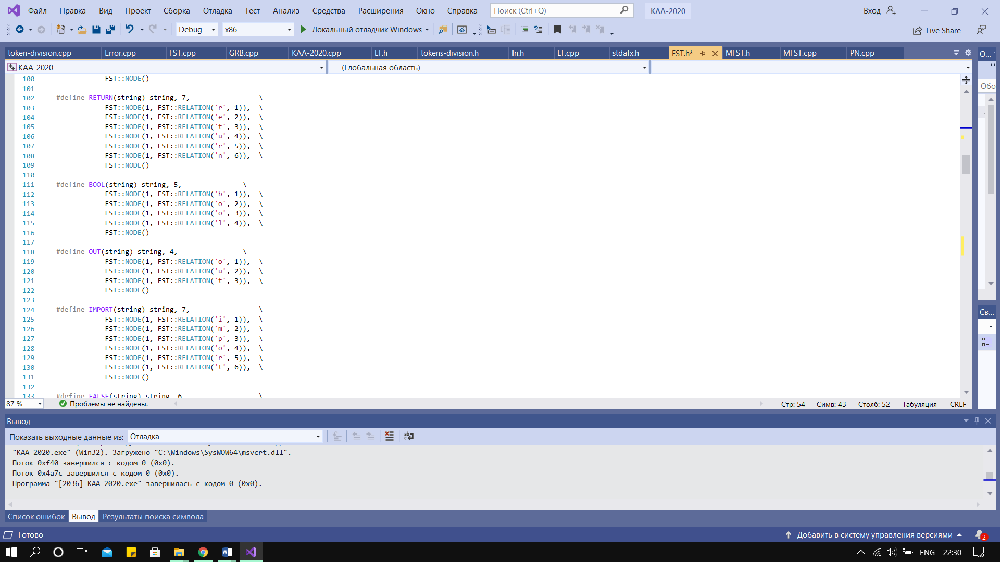 Файл Правка Вид Проект Сборка Отладка Тест Анализ Средства Расширения Окно Справка Поиск (Ctrl+Q) KAA-2020 Вход
Debug x86 Локальный отладчик Windows Live Share
token-division.cpp Error.cpp FST.cpp GRB.cpp KAA-2020.cpp LT.h tokens-division.h In.h LT.cpp stdafx.h FST.h* MFST.h MFST.cpp PN.cpp О...
KAA-2020 (Глобальная область)
Обо
100 FST::NODE()
101
102 #define RETURN(string) string, 7, \
103 FST::NODE(1, FST::RELATION('r', 1)), \
104 FST::NODE(1, FST::RELATION('e', 2)), \
105 FST::NODE(1, FST::RELATION('t', 3)), \
106 FST::NODE(1, FST::RELATION('u', 4)), \
107 FST::NODE(1, FST::RELATION('r', 5)), \
108 FST::NODE(1, FST::RELATION('n', 6)), \
109 FST::NODE()
110
111 #define BOOL(string) string, 5, \
112 FST::NODE(1, FST::RELATION('b', 1)), \
113 FST::NODE(1, FST::RELATION('o', 2)), \
114 FST::NODE(1, FST::RELATION('o', 3)), \
115 FST::NODE(1, FST::RELATION('l', 4)), \
116 FST::NODE()
117
118 #define OUT(string) string, 4, \
119 FST::NODE(1, FST::RELATION('o', 1)), \
120 FST::NODE(1, FST::RELATION('u', 2)), \
121 FST::NODE(1, FST::RELATION('t', 3)), \
122 FST::NODE()
123
124 #define IMPORT(string) string, 7, \
125 FST::NODE(1, FST::RELATION('i', 1)), \
126 FST::NODE(1, FST::RELATION('m', 2)), \
127 FST::NODE(1, FST::RELATION('p', 3)), \
128 FST::NODE(1, FST::RELATION('o', 4)), \
129 FST::NODE(1, FST::RELATION('r', 5)), \
130 FST::NODE(1, FST::RELATION('t', 6)), \
131 FST::NODE()
132
133 #define FALSE(string) string, 6, \
Св...
87 % Проблемы не найдены. Стр: 54 Симв: 43 Столб: 52 Табуляция CRLF
Вывод
Показать выходные данные из: Отладка
"KAA-2020.exe" (Win32). Загружено "C:\Windows\SysWOW64\msvcrt.dll".
Поток 0xf40 завершился с кодом 0 (0x0).
Поток 0x4a7c завершился с кодом 0 (0x0).
Программа "[2036] KAA-2020.exe" завершилась с кодом 0 (0x0).
Список ошибок Вывод Результаты поиска символа
Готово Добавить в систему управления версиями 2
ENG 22:30